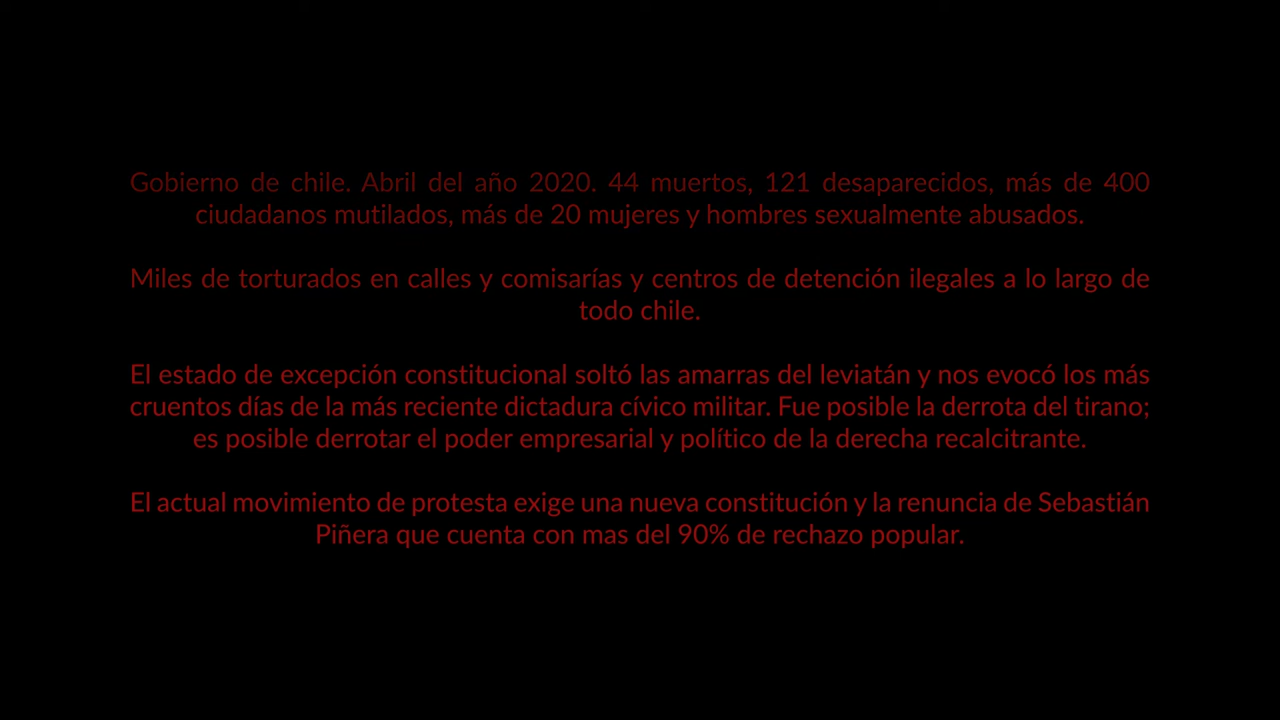 Gobierno de chile. Abril del año 2020. 44 muertos, 121 desaparecidos, más de 400
ciudadanos mutilados, más de 20 mujeres y hombres sexualmente abusados.
Miles de torturados en calles y comisarías y centros de detención ilegales a lo largo de
todo chile.
El estado de excepción constitucional soltó las amarras del leviatán y nos evocó los más
cruentos días de la más reciente dictadura cívico militar. Fue posible la derrota del tirano;
es posible derrotar el poder empresarial y político de la derecha recalcitrante.
El actual movimiento de protesta exige una nueva constitución y la renuncia de Sebastián
Piñera que cuenta con mas del 90% de rechazo popular.